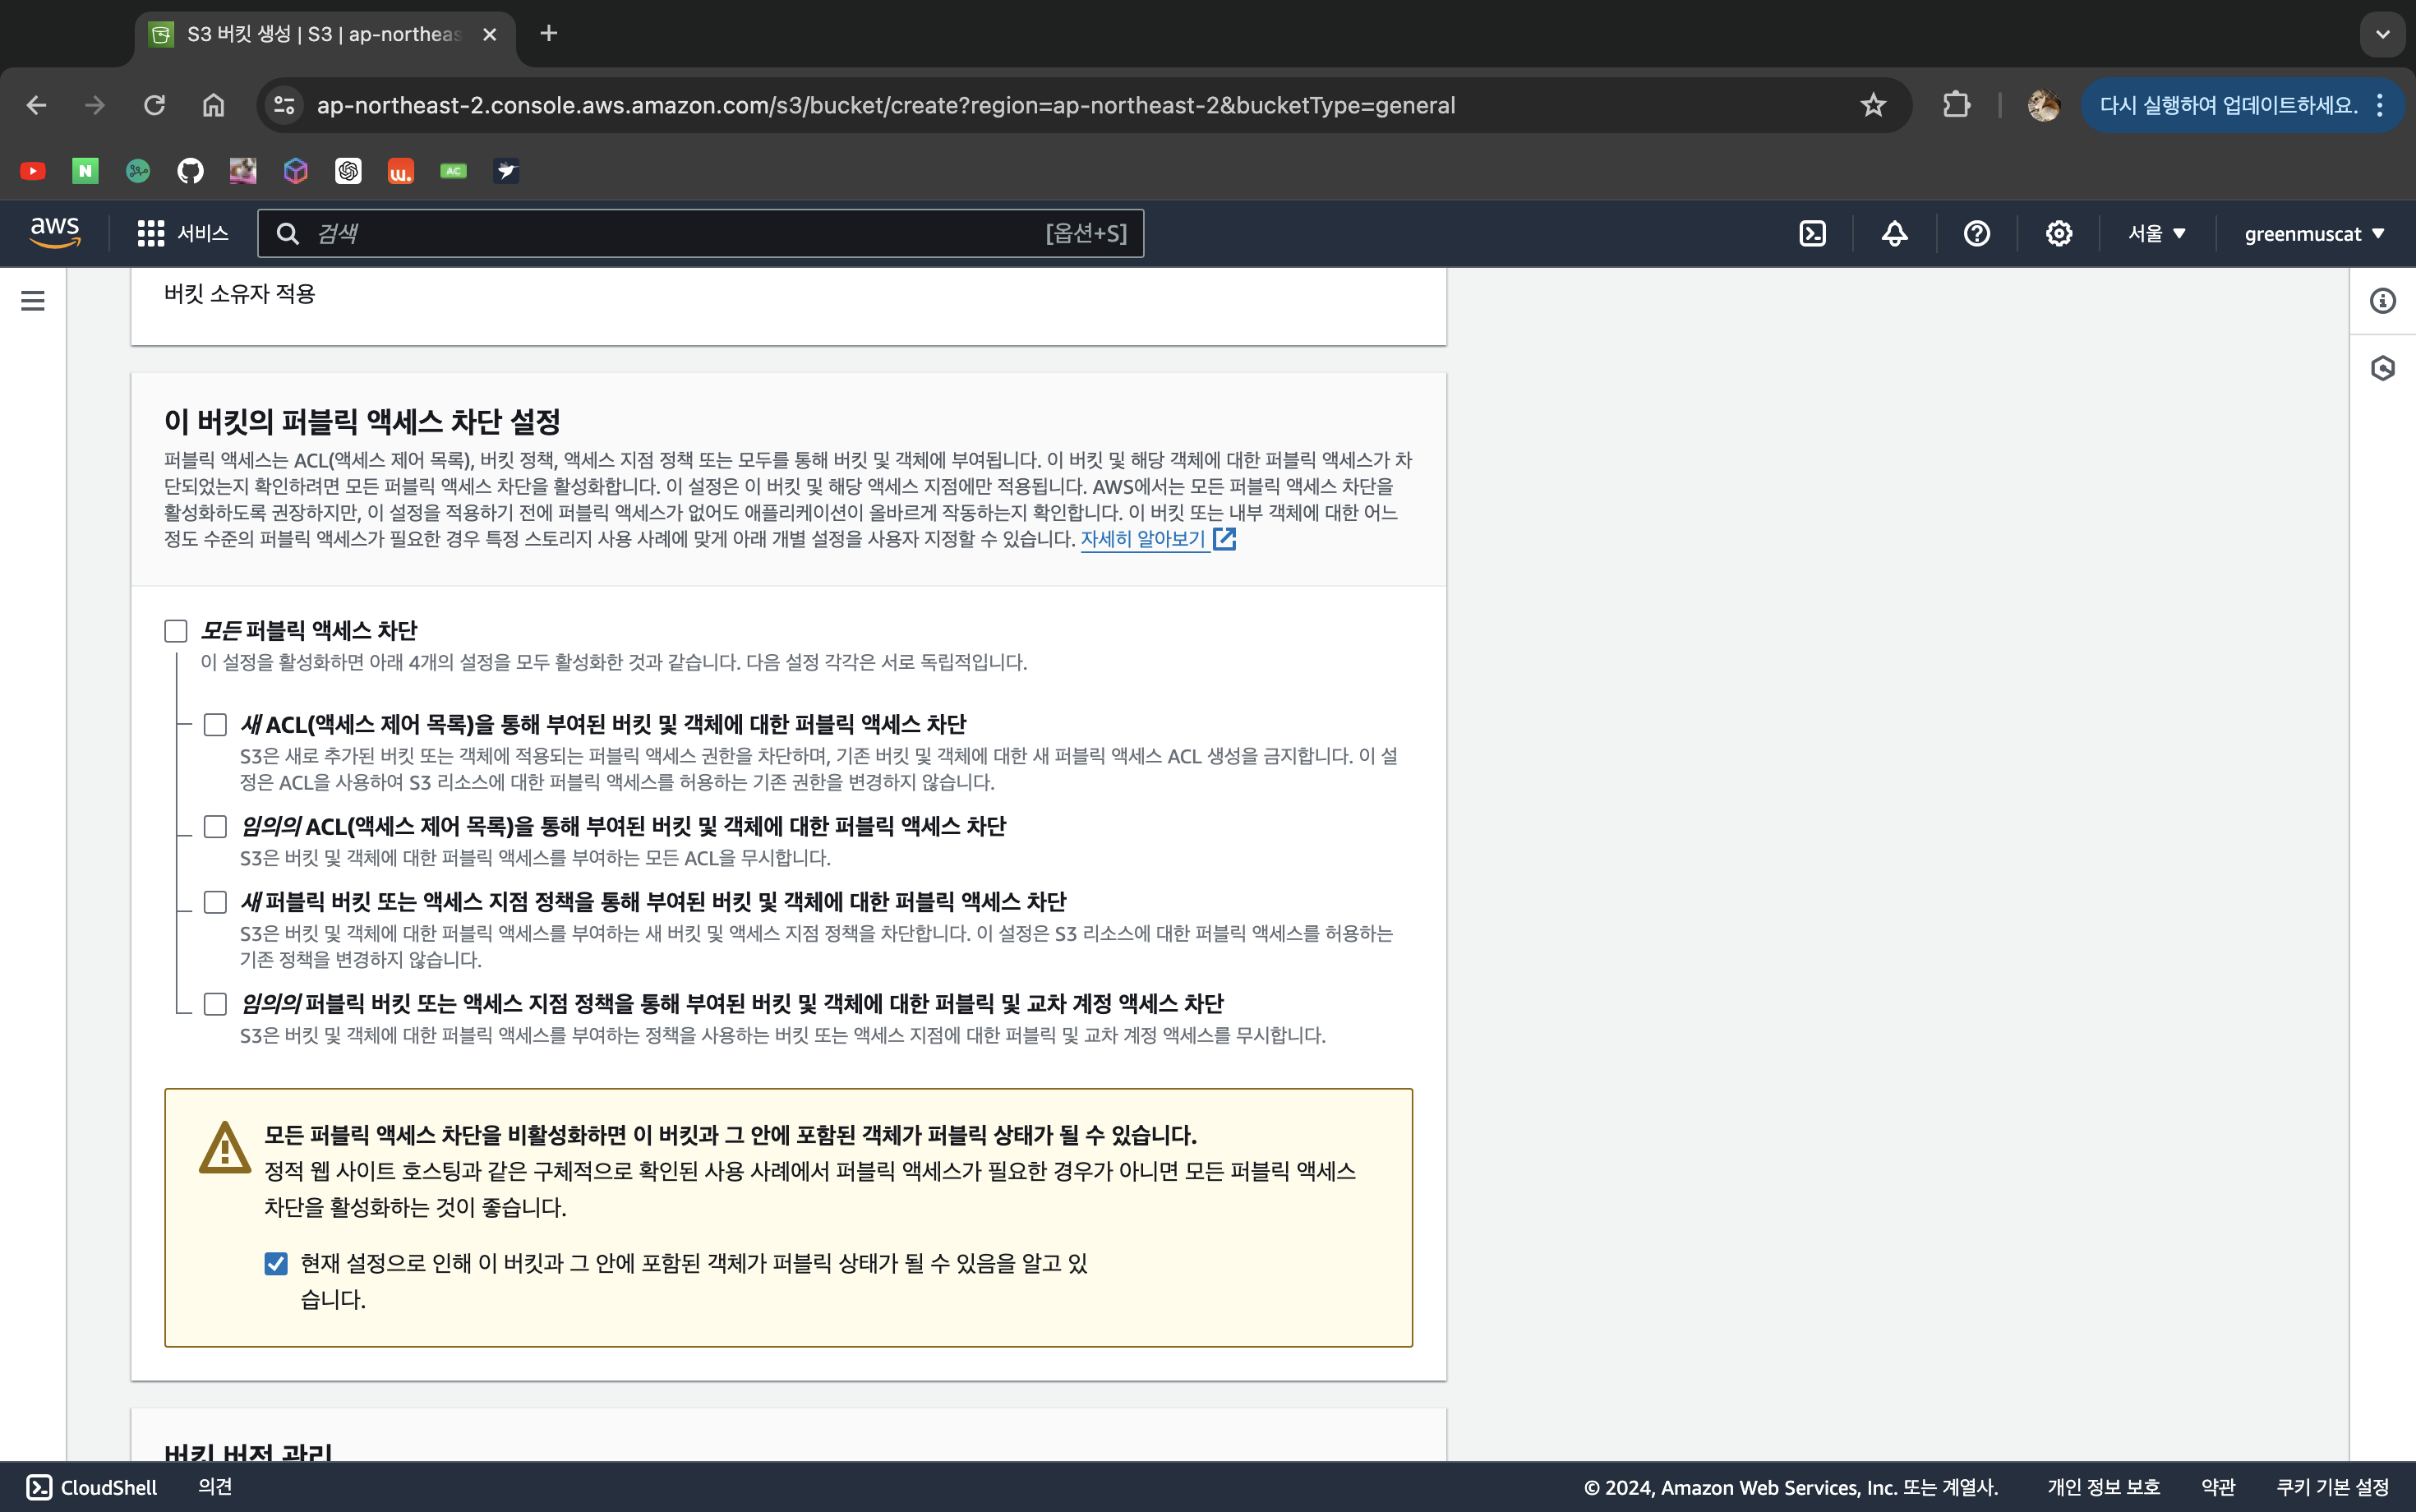 S3 버킷 생성 | S3 | ap-northeas
ap-northeast-2.console.aws.amazon.com/s3/bucket/create?region=ap-northeast-2&bucketType=general
다시 실행하여 업데이트하세요.
N
w.
AC
aws
서비스
검색
[옵션+S]
서울
greenmuscat
버킷 소유자 적용
이 버킷의 퍼블릭 액세스 차단 설정
퍼블릭 액세스는 ACL(액세스 제어 목록), 버킷 정책, 액세스 지점 정책 또는 모두를 통해 버킷 및 객체에 부여됩니다. 이 버킷 및 해당 객체에 대한 퍼블릭 액세스가 차
단되었는지 확인하려면 모든 퍼블릭 액세스 차단을 활성화합니다. 이 설정은 이 버킷 및 해당 액세스 지점에만 적용됩니다. AWS에서는 모든 퍼블릭 액세스 차단을
활성화하도록 권장하지만, 이 설정을 적용하기 전에 퍼블릭 액세스가 없어도 애플리케이션이 올바르게 작동하는지 확인합니다. 이 버킷 또는 내부 객체에 대한 어느
정도 수준의 퍼블릭 액세스가 필요한 경우 특정 스토리지 사용 사례에 맞게 아래 개별 설정을 사용자 지정할 수 있습니다. 자세히 알아보기
모든 퍼블릭 액세스 차단
이 설정을 활성화하면 아래 4개의 설정을 모두 활성화한 것과 같습니다. 다음 설정 각각은 서로 독립적입니다.
새 ACL(액세스 제어 목록)을 통해 부여된 버킷 및 객체에 대한 퍼블릭 액세스 차단
S3은 새로 추가된 버킷 또는 객체에 적용되는 퍼블릭 액세스 권한을 차단하며, 기존 버킷 및 객체에 대한 새 퍼블릭 액세스 ACL 생성을 금지합니다. 이 설
정은 ACL을 사용하여 S3 리소스에 대한 퍼블릭 액세스를 허용하는 기존 권한을 변경하지 않습니다.
임의의 ACL(액세스 제어 목록)을 통해 부여된 버킷 및 객체에 대한 퍼블릭 액세스 차단
S3은 버킷 및 객체에 대한 퍼블릭 액세스를 부여하는 모든 ACL을 무시합니다.
새 퍼블릭 버킷 또는 액세스 지점 정책을 통해 부여된 버킷 및 객체에 대한 퍼블릭 액세스 차단
S3은 버킷 및 객체에 대한 퍼블릭 액세스를 부여하는 새 버킷 및 액세스 지점 정책을 차단합니다. 이 설정은 S3 리소스에 대한 퍼블릭 액세스를 허용하는
기존 정책을 변경하지 않습니다.
임의의 퍼블릭 버킷 또는 액세스 지점 정책을 통해 부여된 버킷 및 객체에 대한 퍼블릭 및 교차 계정 액세스 차단
S3은 버킷 및 객체에 대한 퍼블릭 액세스를 부여하는 정책을 사용하는 버킷 또는 액세스 지점에 대한 퍼블릭 및 교차 계정 액세스를 무시합니다.
모든 퍼블릭 액세스 차단을 비활성화하면 이 버킷과 그 안에 포함된 객체가 퍼블릭 상태가 될 수 있습니다.
정적 웹 사이트 호스팅과 같은 구체적으로 확인된 사용 사례에서 퍼블릭 액세스가 필요한 경우가 아니면 모든 퍼블릭 액세스
차단을 활성화하는 것이 좋습니다.
현재 설정으로 인해 이 버킷과 그 안에 포함된 객체가 퍼블릭 상태가 될 수 있음을 알고 있
습니다.
버킷 버전 관리
CloudShell
의견
© 2024, Amazon Web Services, Inc. 또는 계열사.
개인 정보 보호
약관
쿠키 기본 설정